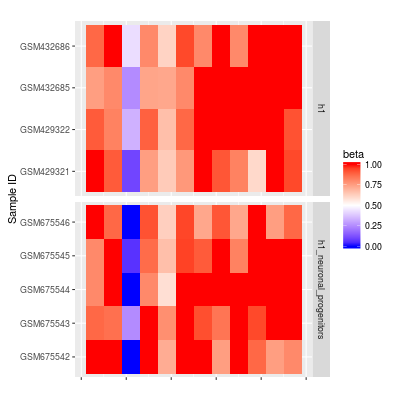 Sample ID
GSM432686
GSM432685
GSM429322
GSM429321
h1
GSM675546
GSM675545
GSM675544
GSM675543
GSM675542
h1_neuronal_progenitors
beta
1.00
0.75
0.50
0.25
0.00